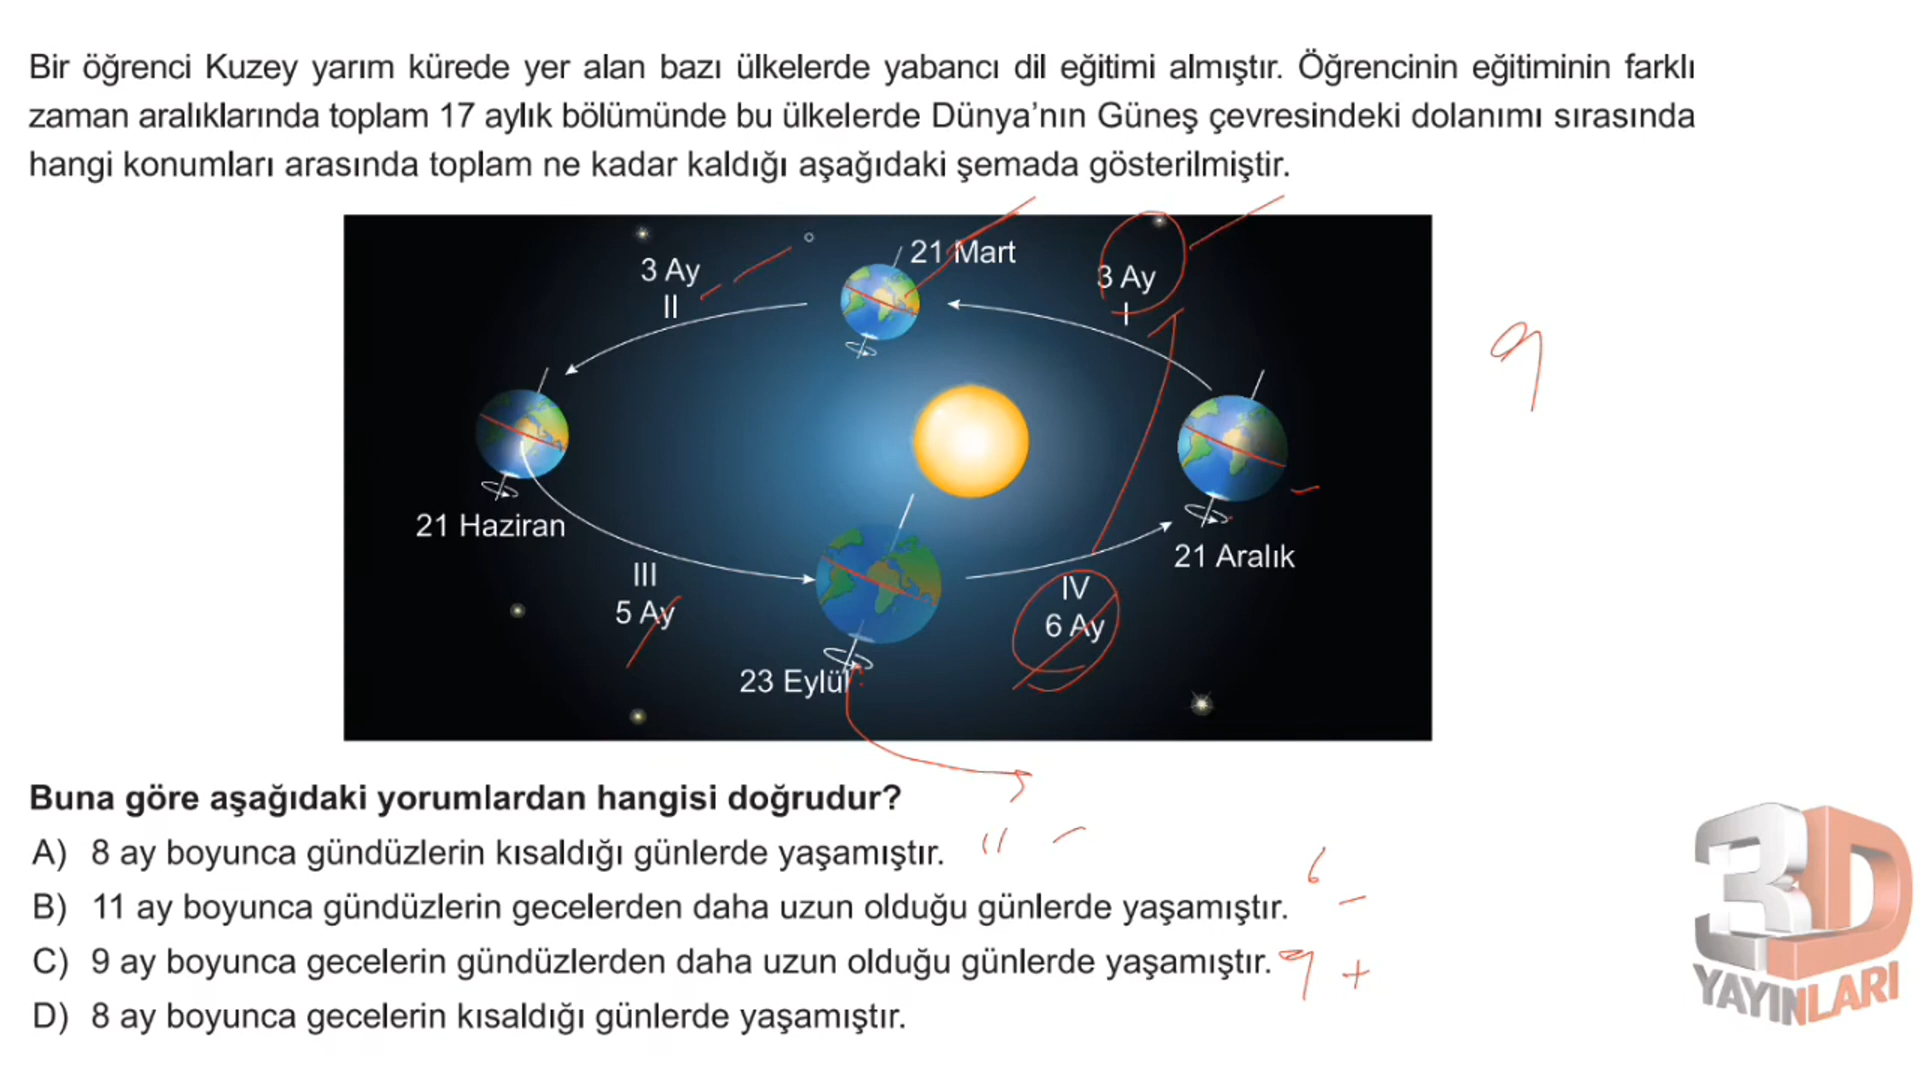 Bir öğrenci Kuzey yarım kürede yer alan bazı ülkelerde yabancı dil eğitimi almıştır. Öğrencinin eğitiminin farklı
zaman aralıklarında toplam 17 aylık bölümünde bu ülkelerde Dünya’nın Güneş çevresindeki dolanımı sırasında
hangi konumları arasında toplam ne kadar kaldığı aşağıdaki şemada gösterilmiştir.
21 Mart
3 Ay
II
3 Ay
I
9
21 Haziran
21 Aralık
III
5 Ay
IV
6 Ay
23 Eylül
Buna göre aşağıdaki yorumlardan hangisi doğrudur?
A) 8 ay boyunca gündüzlerin kısaldığı günlerde yaşamıştır. 11 -
B) 11 ay boyunca gündüzlerin gecelerden daha uzun olduğu günlerde yaşamıştır. 6 -
C) 9 ay boyunca gecelerin gündüzlerden daha uzun olduğu günlerde yaşamıştır. 9 +
D) 8 ay boyunca gecelerin kısaldığı günlerde yaşamıştır.
3D
YAYINLARI